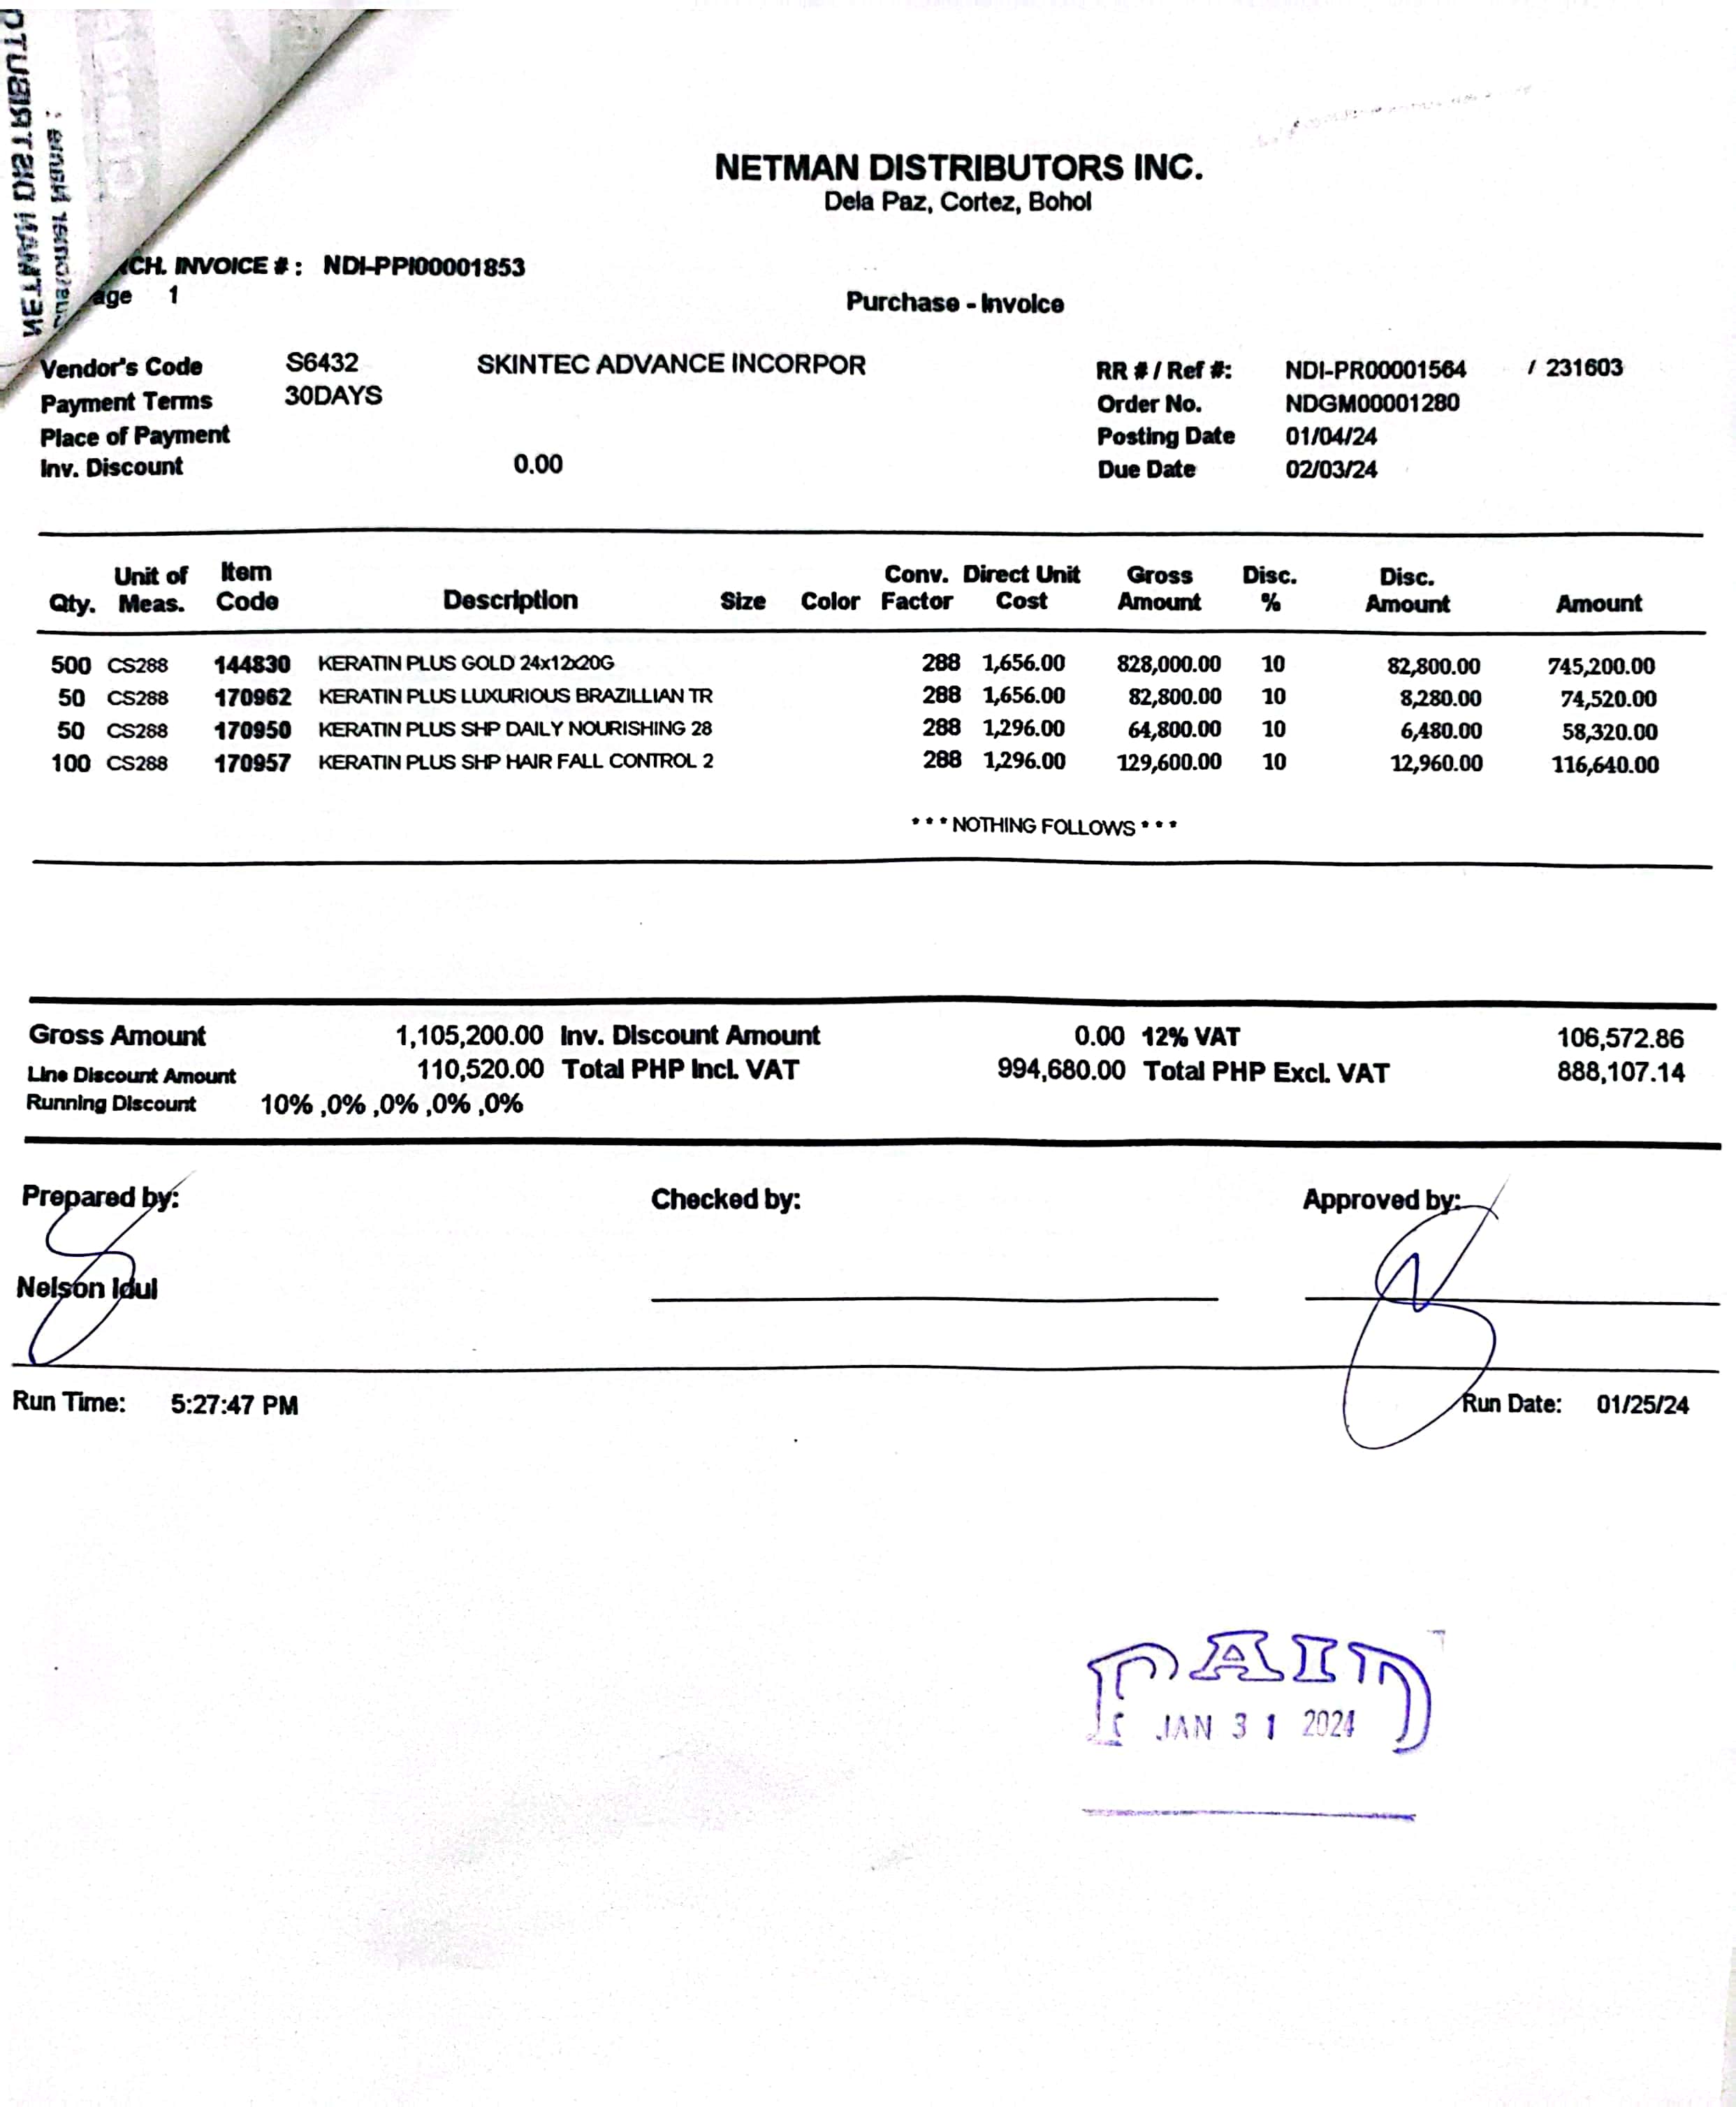 NETMAN DISTRIBUTORS INC.
Dela Paz, Cortez, Bohol
CH. INVOICE # : NDI-PPI00001853
age 1
Purchase - Invoice
Vendor's Code S6432 SKINTEC ADVANCE INCORPOR
Payment Terms 30DAYS
Place of Payment
Inv. Discount 0.00
RR # / Ref #: NDI-PR00001564 / 231603
Order No. NDGM00001280
Posting Date 01/04/24
Due Date 02/03/24
Qty. Unit of Meas. Item Code Description Size Color Conv. Factor Direct Unit Cost Gross Amount Disc. % Disc. Amount Amount
500 CS288 144830 KERATIN PLUS GOLD 24x12x20G 288 1,656.00 828,000.00 10 82,800.00 745,200.00
50 CS288 170962 KERATIN PLUS LUXURIOUS BRAZILLIAN TR 288 1,656.00 82,800.00 10 8,280.00 74,520.00
50 CS288 170950 KERATIN PLUS SHP DAILY NOURISHING 28 288 1,296.00 64,800.00 10 6,480.00 58,320.00
100 CS288 170957 KERATIN PLUS SHP HAIR FALL CONTROL 2 288 1,296.00 129,600.00 10 12,960.00 116,640.00
* * * NOTHING FOLLOWS * * *
Gross Amount 1,105,200.00 Inv. Discount Amount 0.00 12% VAT 106,572.86
Line Discount Amount 110,520.00 Total PHP Incl. VAT 994,680.00 Total PHP Excl. VAT 888,107.14
Running Discount 10% ,0% ,0% ,0% ,0%
Prepared by: Checked by: Approved by:
Nelson Idul
Run Time: 5:27:47 PM Run Date: 01/25/24
PAID
JAN 31 2024